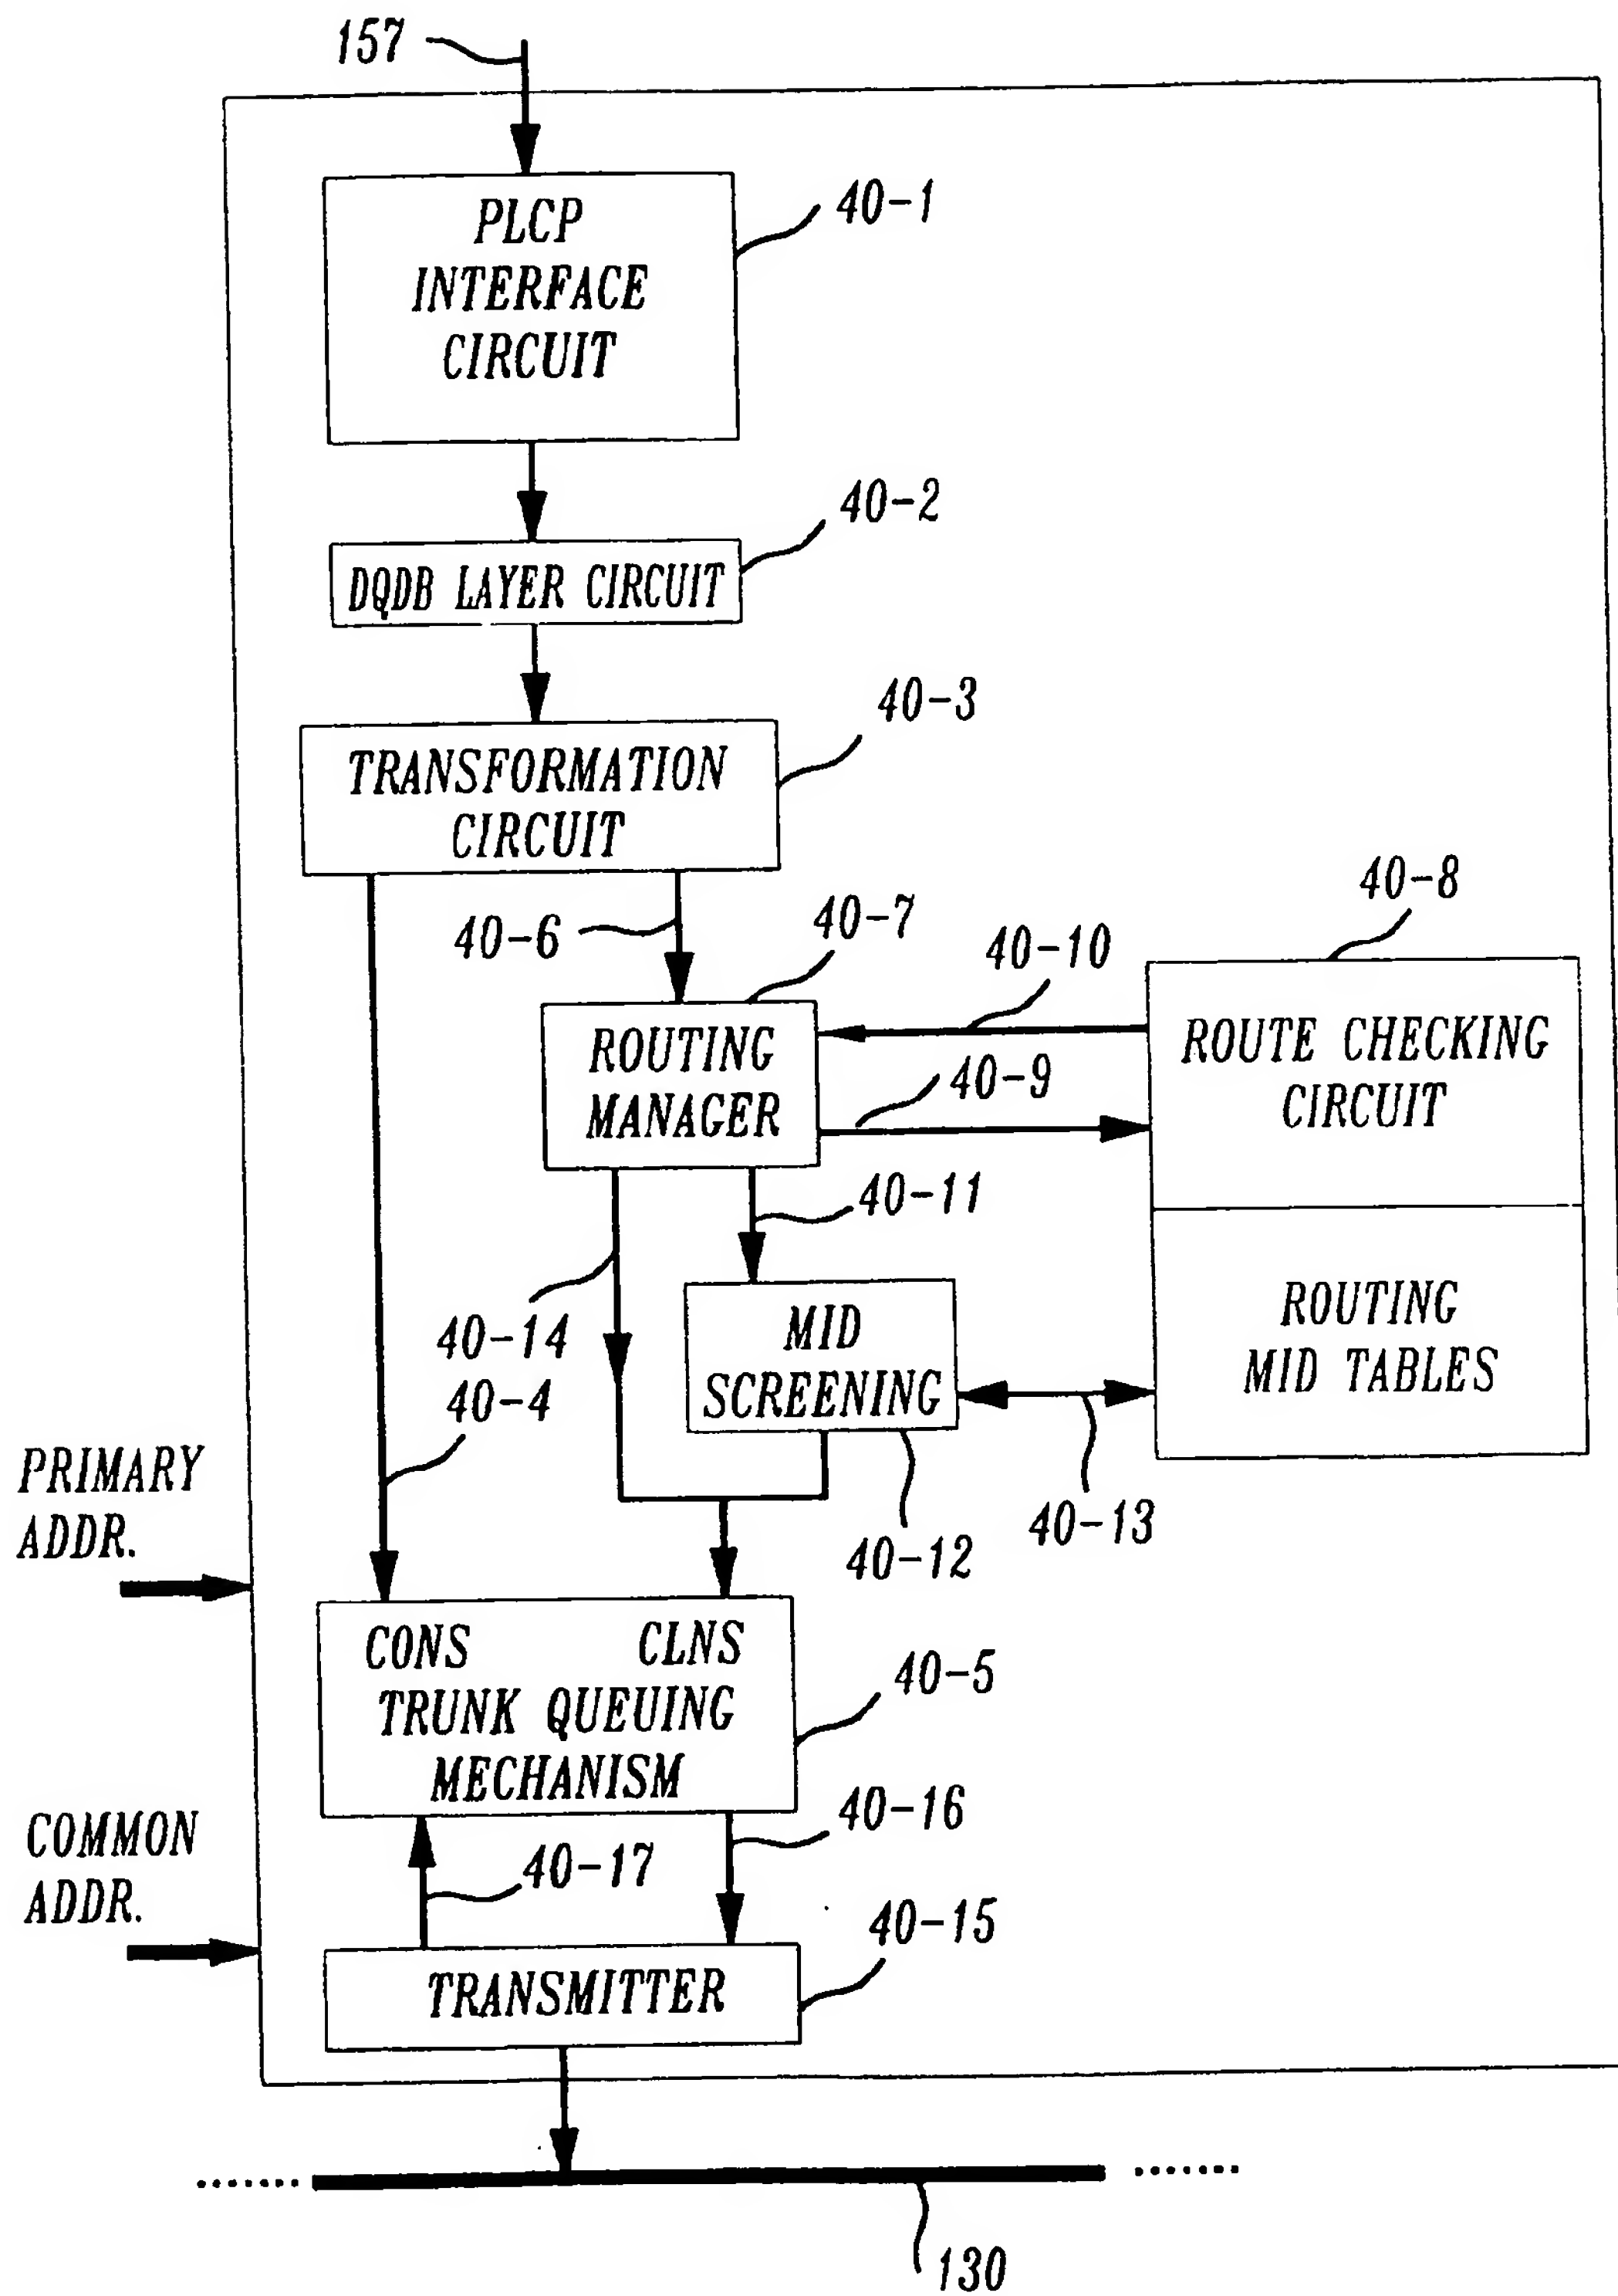 157
PLCP
INTERFACE
CIRCUIT
40-1
DQDB LAYER CIRCUIT
40-2
TRANSFORMATION
CIRCUIT
40-3
40-6
40-7
40-10
40-8
ROUTING
MANAGER
40-9
ROUTE CHECKING
CIRCUIT
40-11
40-14
40-4
MID
SCREENING
ROUTING
MID TABLES
40-13
40-12
PRIMARY
ADDR.
CONS CLNS
TRUNK QUEUING
MECHANISM
40-5
COMMON
ADDR.
40-17
40-16
40-15
TRANSMITTER
130